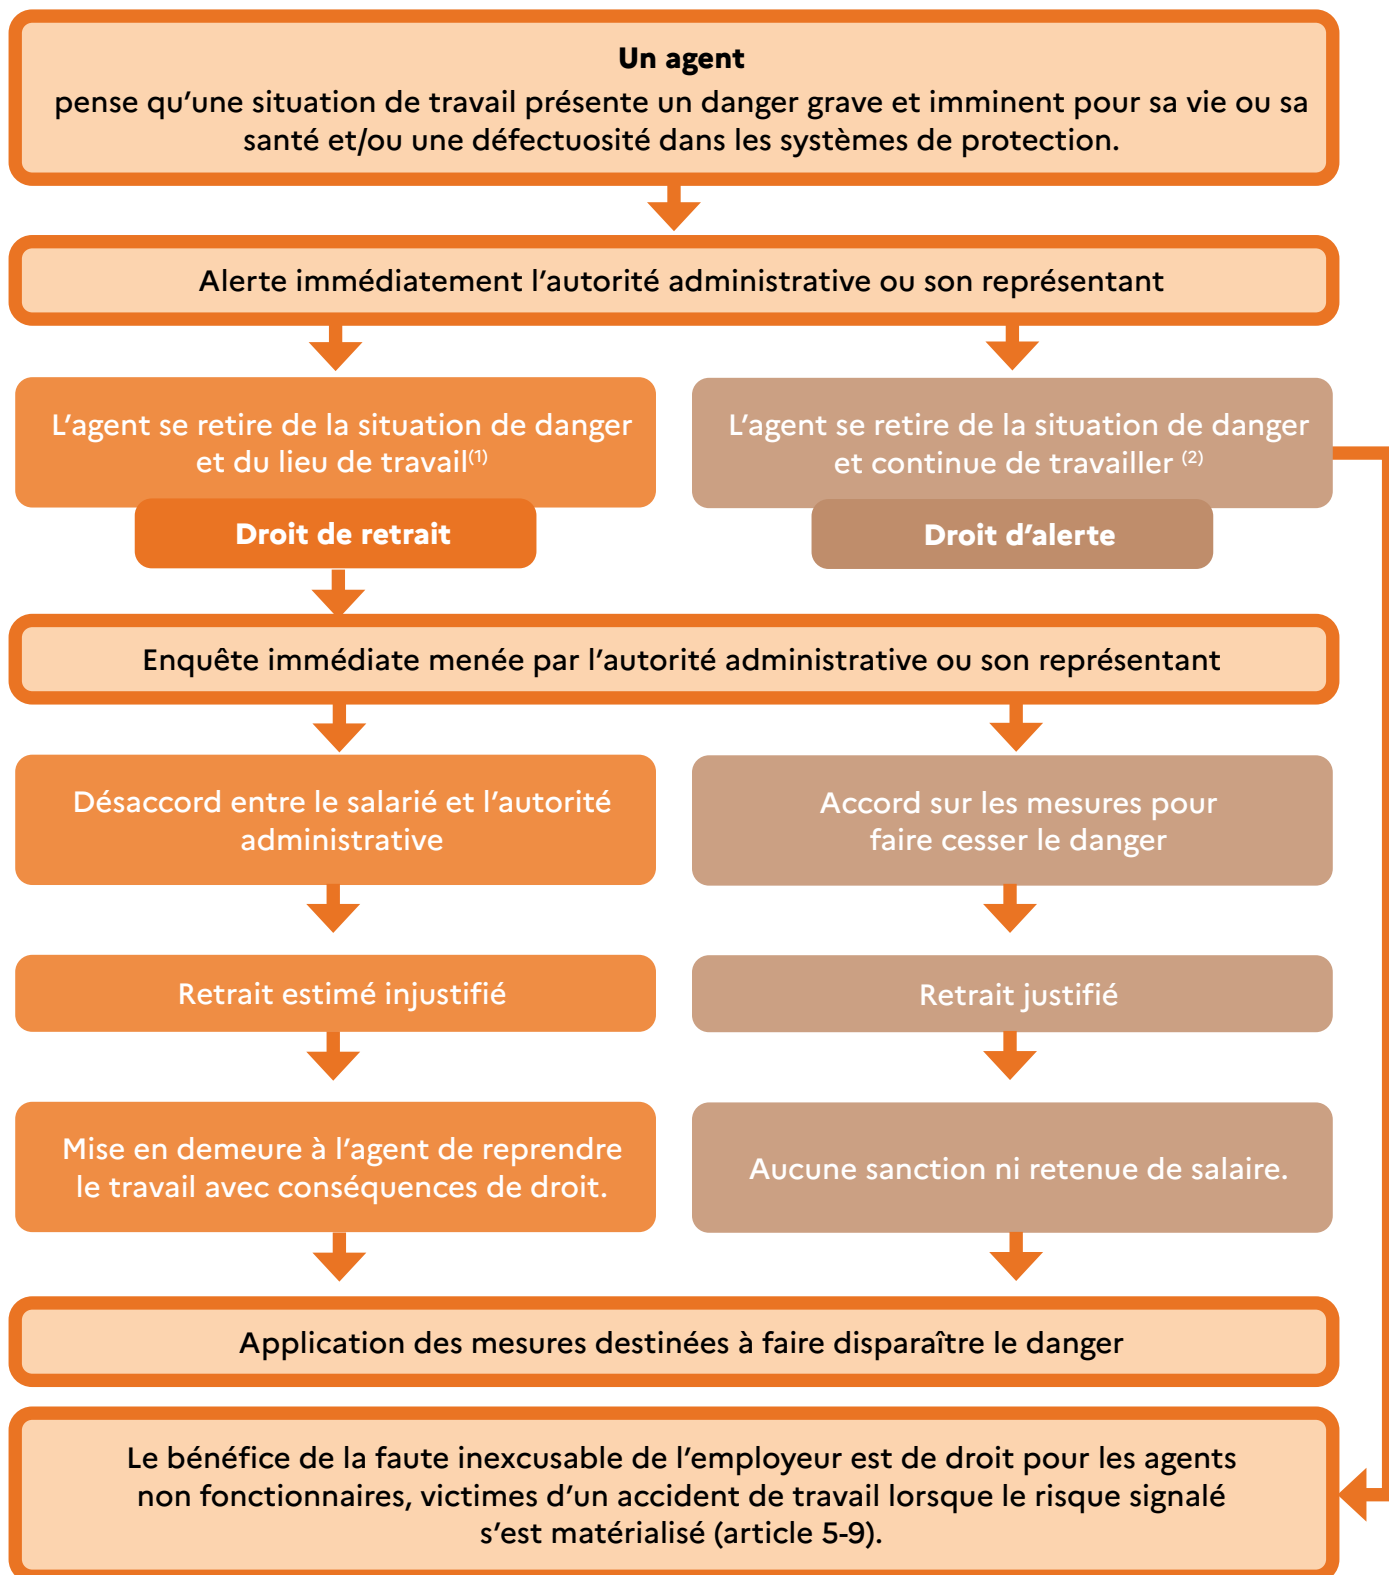 Un agent
pense qu’une situation de travail présente un danger grave et imminent pour sa vie ou sa
santé et/ou une défectuosité dans les systèmes de protection.
Alerte immédiatement l’autorité administrative ou son représentant
L’agent se retire de la situation de danger
et du lieu de travail(1)
Droit de retrait
L’agent se retire de la situation de danger
et continue de travailler (2)
Droit d’alerte
Enquête immédiate menée par l’autorité administrative ou son représentant
Désaccord entre le salarié et l’autorité
administrative
Accord sur les mesures pour
faire cesser le danger
Retrait estimé injustifié
Retrait justifié
Mise en demeure à l’agent de reprendre
le travail avec conséquences de droit.
Aucune sanction ni retenue de salaire.
Application des mesures destinées à faire disparaître le danger
Le bénéfice de la faute inexcusable de l’employeur est de droit pour les agents
non fonctionnaires, victimes d’un accident de travail lorsque le risque signalé
s’est matérialisé (article 5-9).